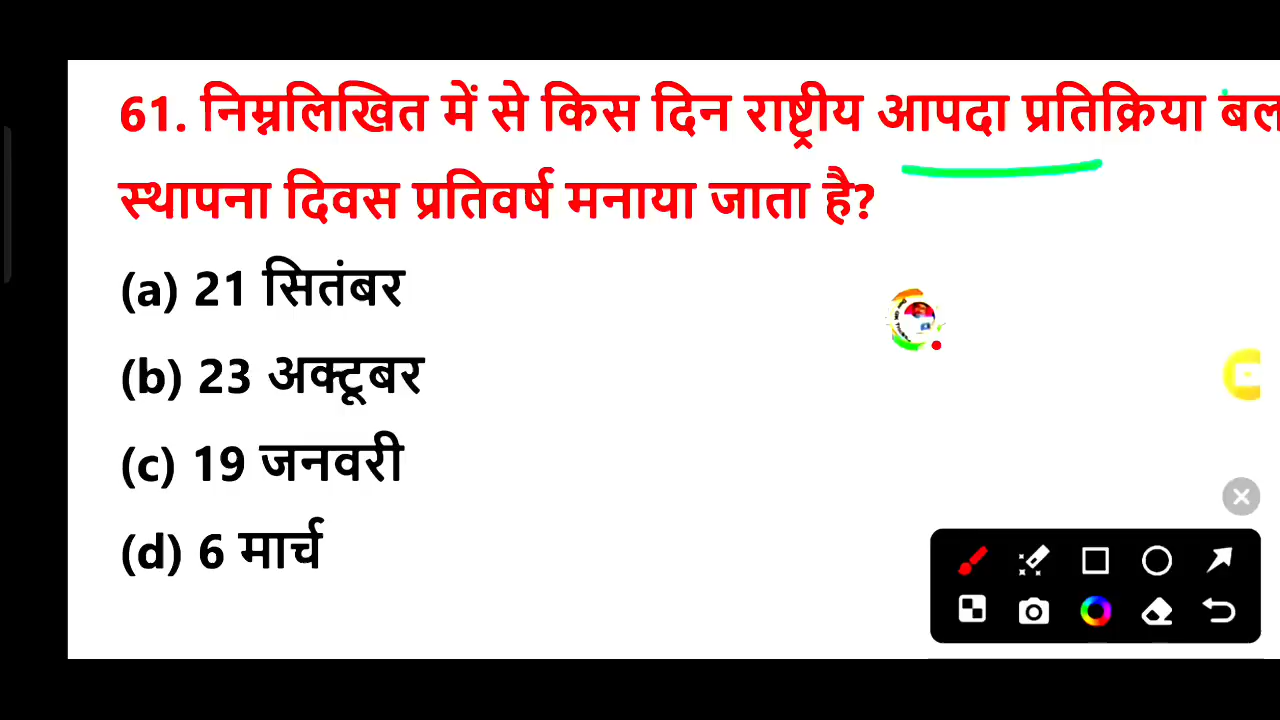 61. निम्नलिखित में से किस दिन राष्ट्रीय आपदा प्रतिक्रिया बल
स्थापना दिवस प्रतिवर्ष मनाया जाता है?
(a) 21 सितंबर
(b) 23 अक्टूबर
(c) 19 जनवरी
(d) 6 मार्च